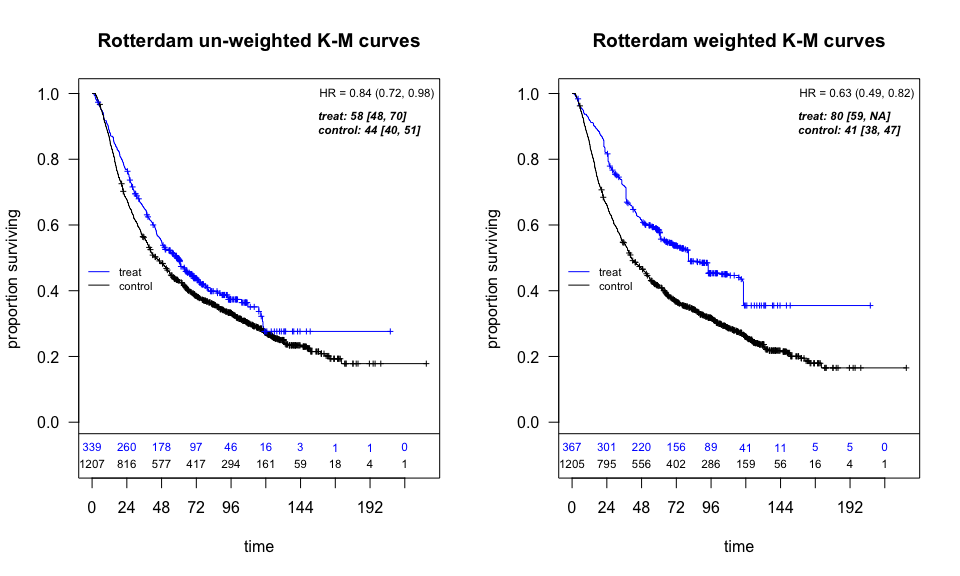 Rotterdam un-weighted K-M curves
HR = 0.84 (0.72, 0.98)
treat: 58 [48, 70]
control: 44 [40, 51]
proportion surviving
1.0
0.8
0.6
0.4
0.2
0.0
treat
control
339 260 178 97 46 16 3 1 1 0
1207 816 577 417 294 161 59 18 4 1
0 24 48 72 96 144 192
time
Rotterdam weighted K-M curves
HR = 0.63 (0.49, 0.82)
treat: 80 [59, NA]
control: 41 [38, 47]
proportion surviving
1.0
0.8
0.6
0.4
0.2
0.0
treat
control
367 301 220 156 89 41 11 5 5 0
1205 795 556 402 286 159 56 16 4 1
0 24 48 72 96 144 192
time